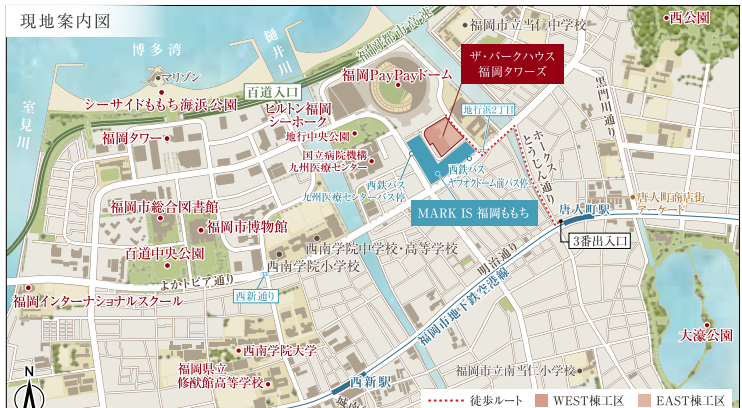 現地案内図
博多湾
マリゾン
シーサイドももち海浜公園
樋井川
福岡都市高速
百道入口
福岡PayPayドーム
福岡市立当仁中学校
西公園
ザ・パークハウス
福岡タワーズ
黒門川通り
地行浜2丁目
ホークス
とうじん通り
ヒルトン福岡
シーホーク
地行中央公園
国立病院機構
九州医療センター
西鉄バス
九州医療センターバス停
西鉄バス
ヤフオクドーム前バス停
MARK IS 福岡ももち
唐人町駅
唐人町商店街
アーケード
3番出入口
室見川
福岡タワー
福岡市総合図書館
福岡市博物館
百道中央公園
よかトピア通り
西南学院中学校・高等学校
西南学院小学校
西新通り
福岡インターナショナルスクール
明治通り
福岡市地下鉄空港線
大濠公園
西南学院大学
福岡県立
修猷館高等学校
西新駅
福岡市立南当仁小学校
城南
N
徒歩ルート
WEST棟工区
EAST棟工区